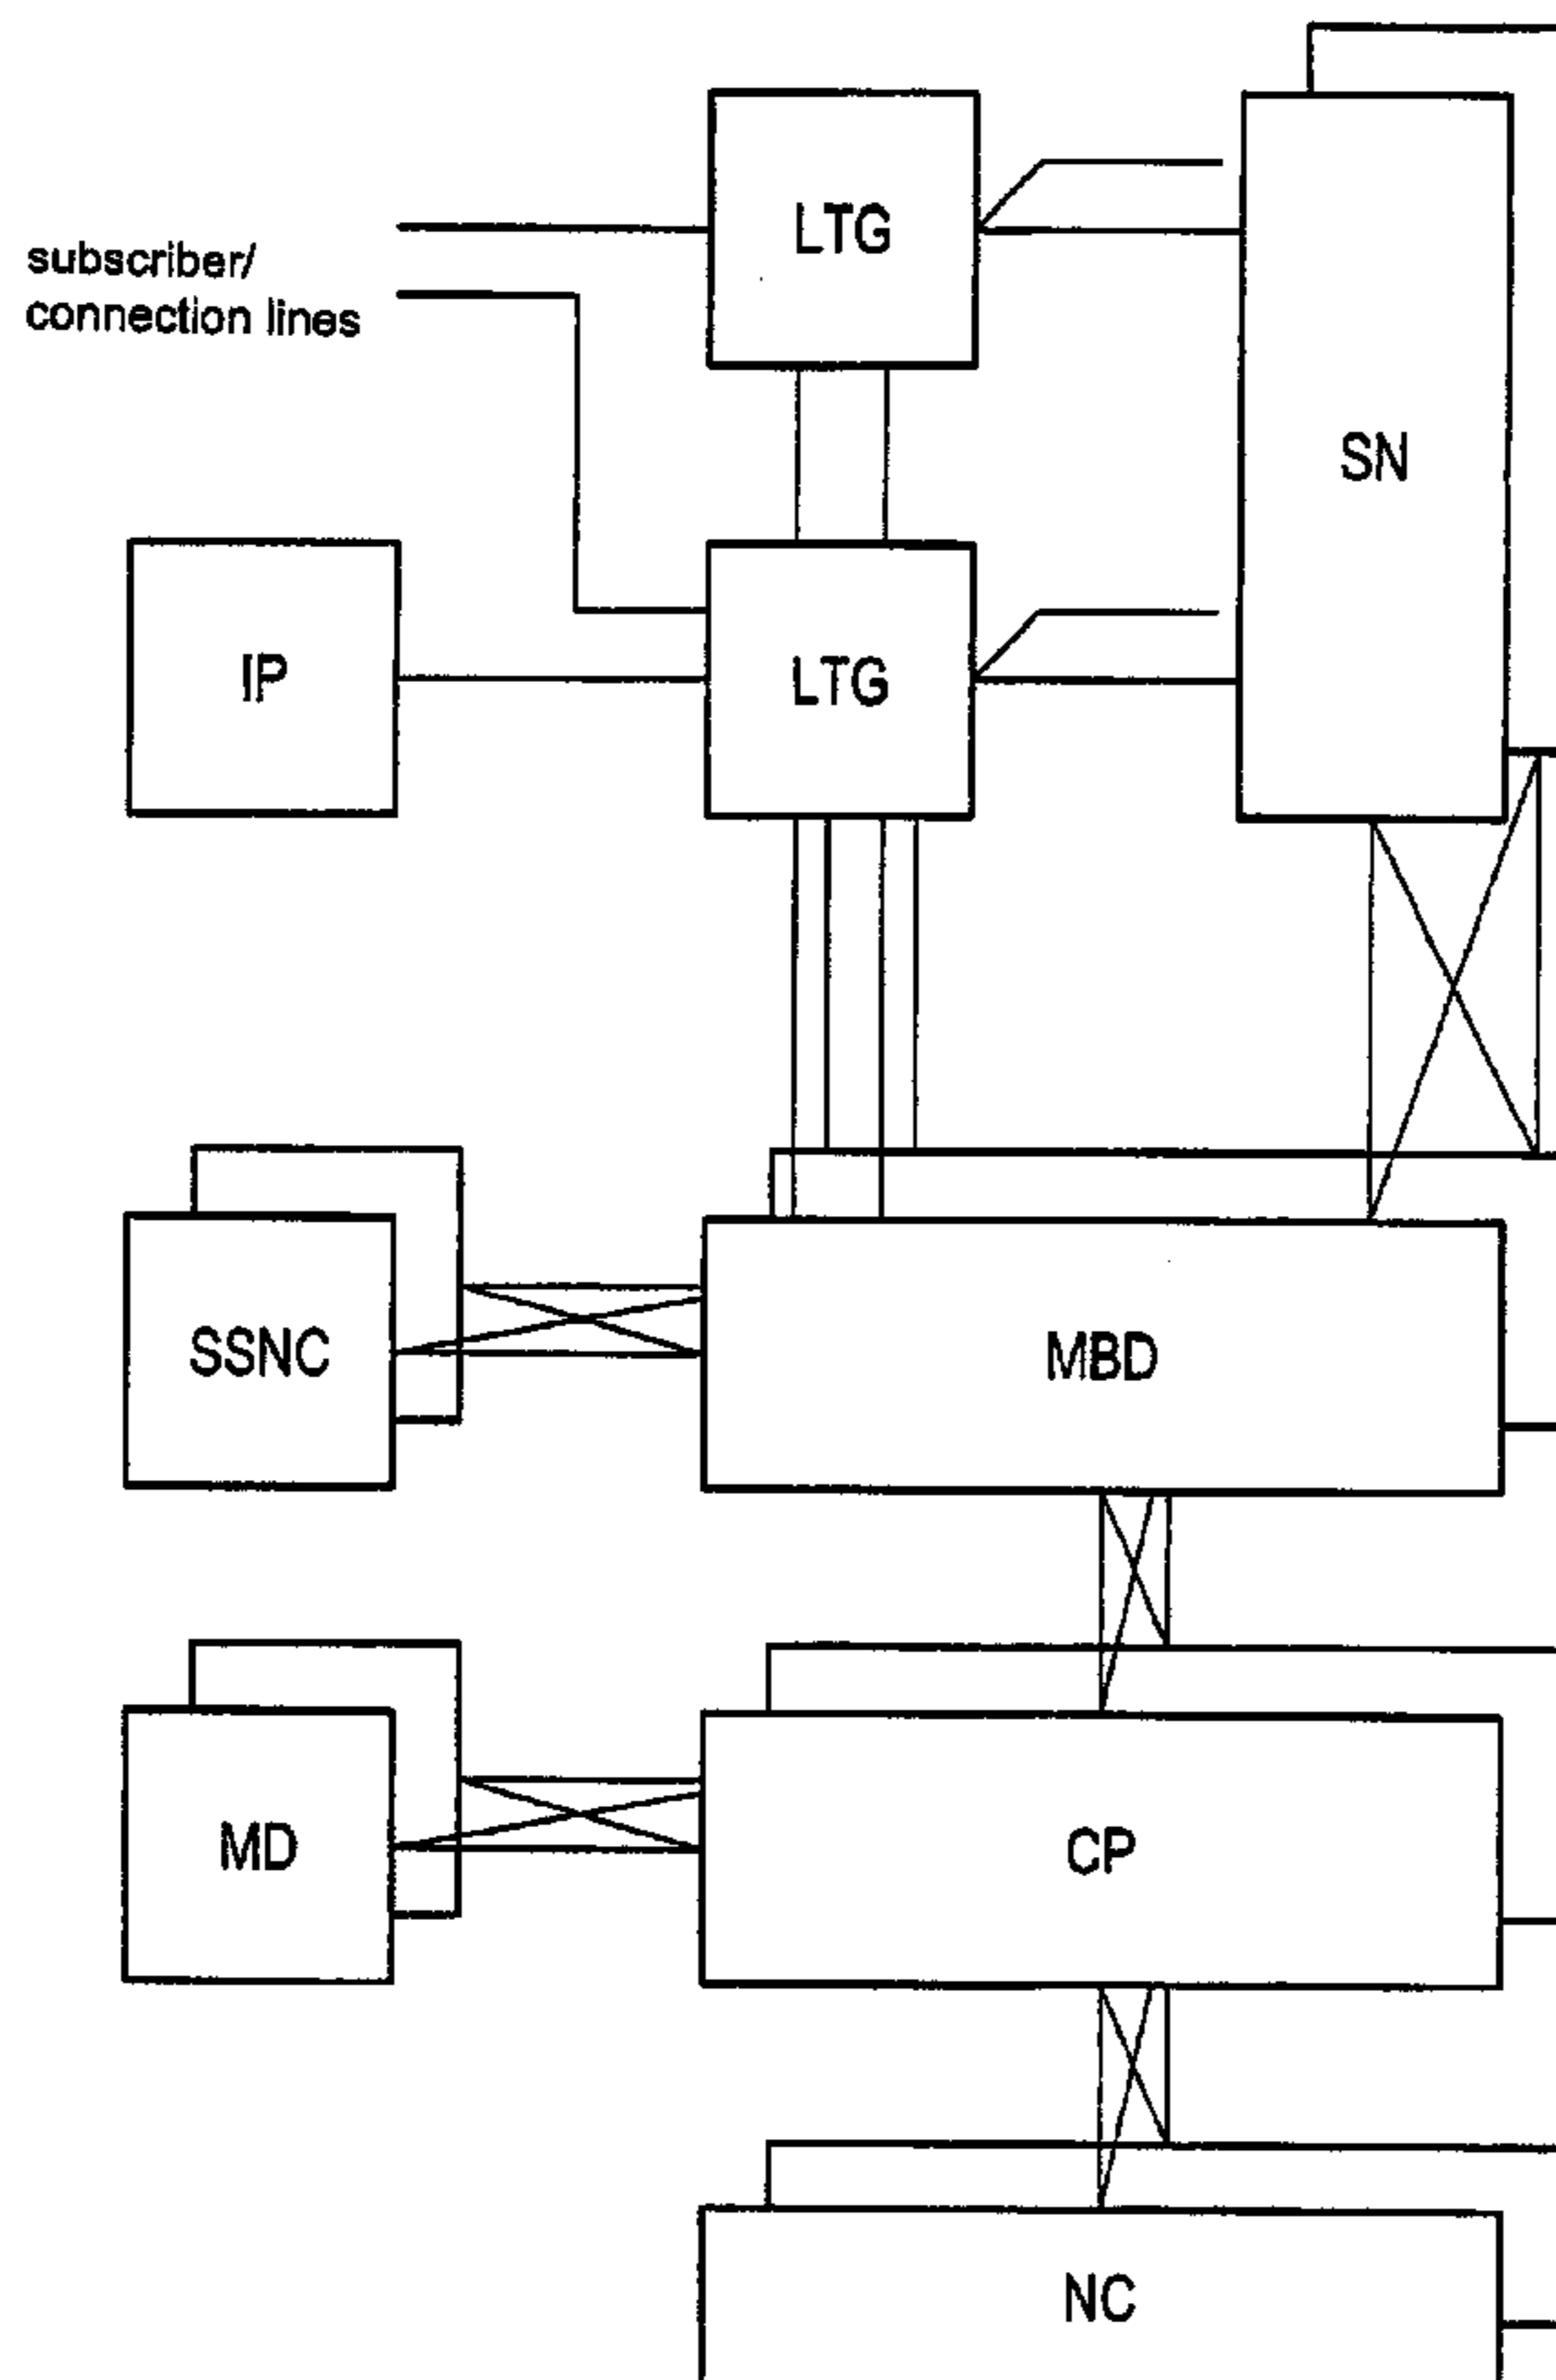 LTG
subscriber/
connection lines
SN
IP
LTG
SSNC
MBD
MD
CP
NC